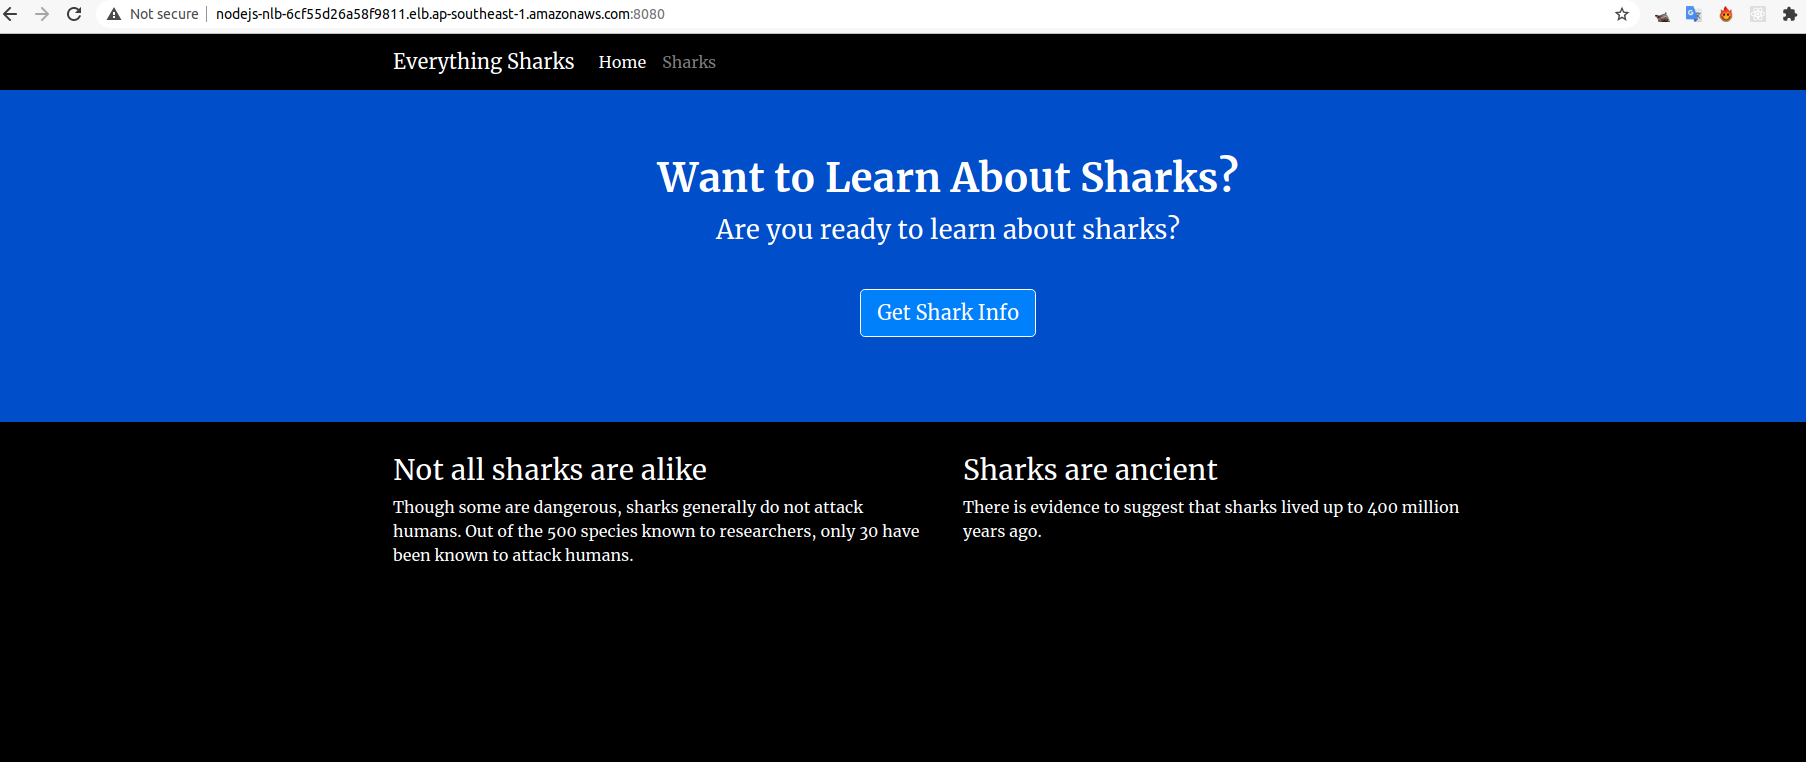 Not secure
nodejs-nlb-6cf55d26a58f9811.elb.ap-southeast-1.amazonaws.com:8080
Everything Sharks Home Sharks
Want to Learn About Sharks?
Are you ready to learn about sharks?
Get Shark Info
Not all sharks are alike
Though some are dangerous, sharks generally do not attack
humans. Out of the 500 species known to researchers, only 30 have
been known to attack humans.
Sharks are ancient
There is evidence to suggest that sharks lived up to 400 million
years ago.